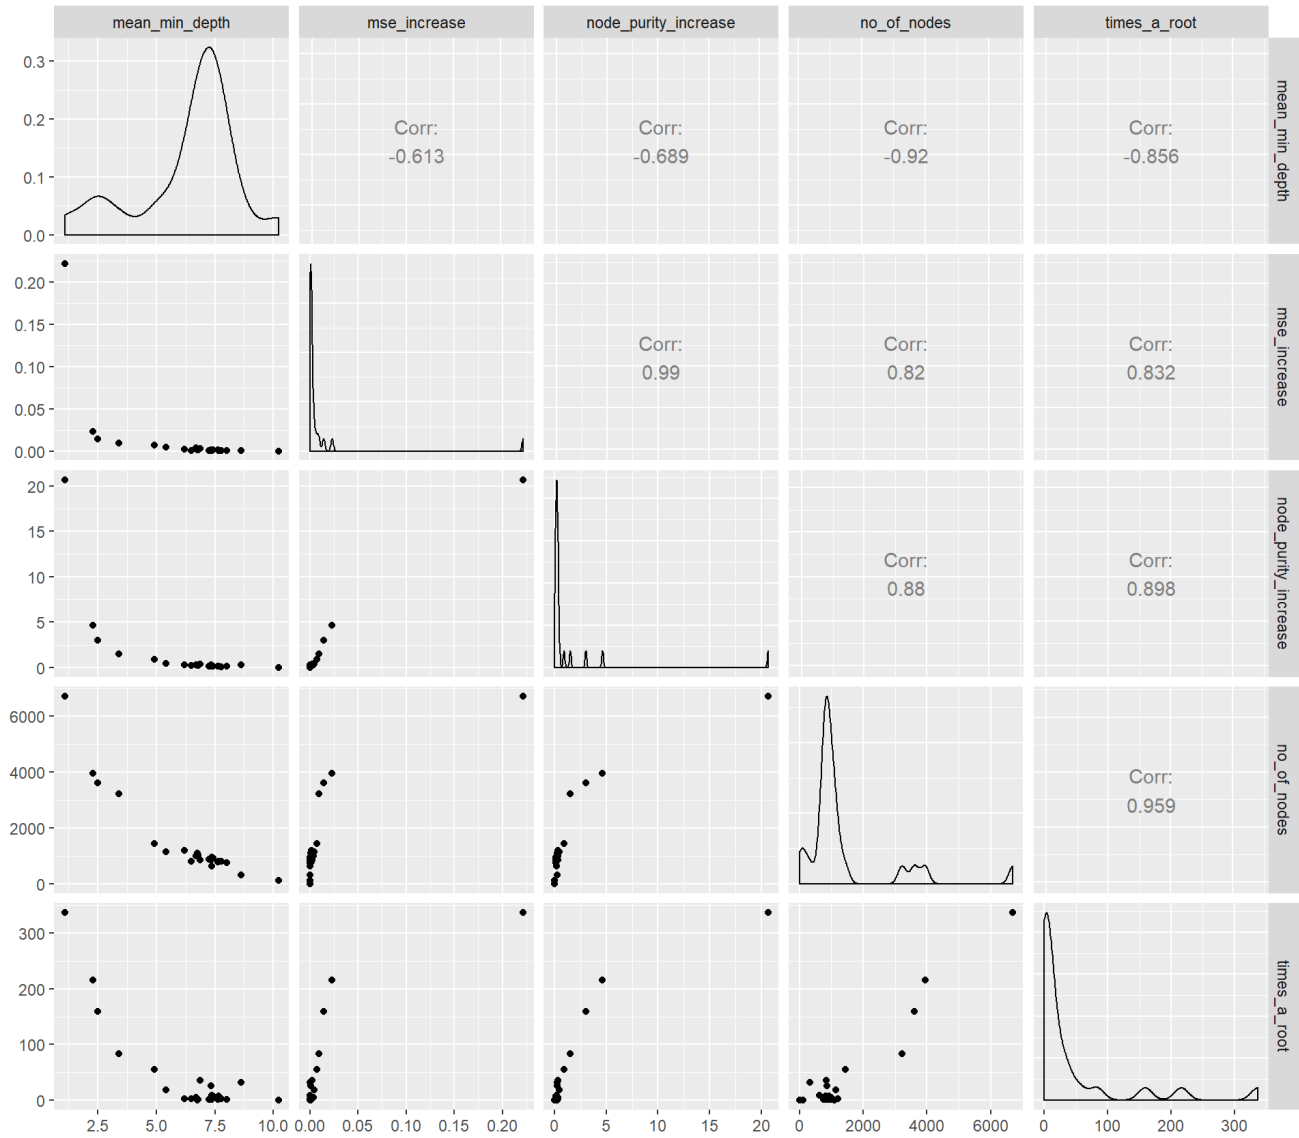 mean_min_depth mse_increase node_purity_increase no_of_nodes times_a_root
0.3
0.2
0.1
0.0
Corr:
-0.613
Corr:
-0.689
Corr:
-0.92
Corr:
-0.856
mean_min_depth
0.20
0.15
0.10
0.05
0.00
Corr:
0.99
Corr:
0.82
Corr:
0.832
mse_increase
20
15
10
5
0
Corr:
0.88
Corr:
0.898
node_purity_increase
6000
4000
2000
0
Corr:
0.959
no_of_nodes
300
200
100
0
times_a_root
2.5 5.0 7.5 10.0 0.00 0.05 0.10 0.15 0.20 0 5 10 15 20 0 2000 4000 6000 0 100 200 300